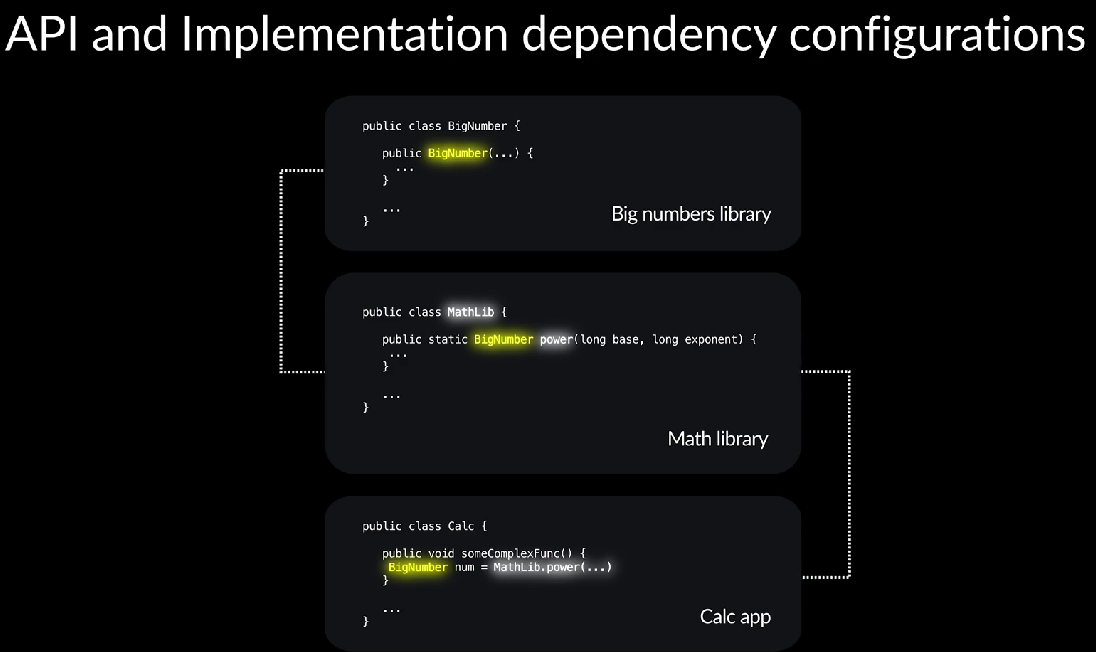 API and Implementation dependency configurations
public class BigNumber {
public BigNumber(...) {
...
}
...
}
Big numbers library
public class MathLib {
public static BigNumber power(long base, long exponent) {
...
}
...
}
Math library
public class Calc {
public void someComplexFunc() {
BigNumber num = MathLib.power(...)
}
...
}
Calc app